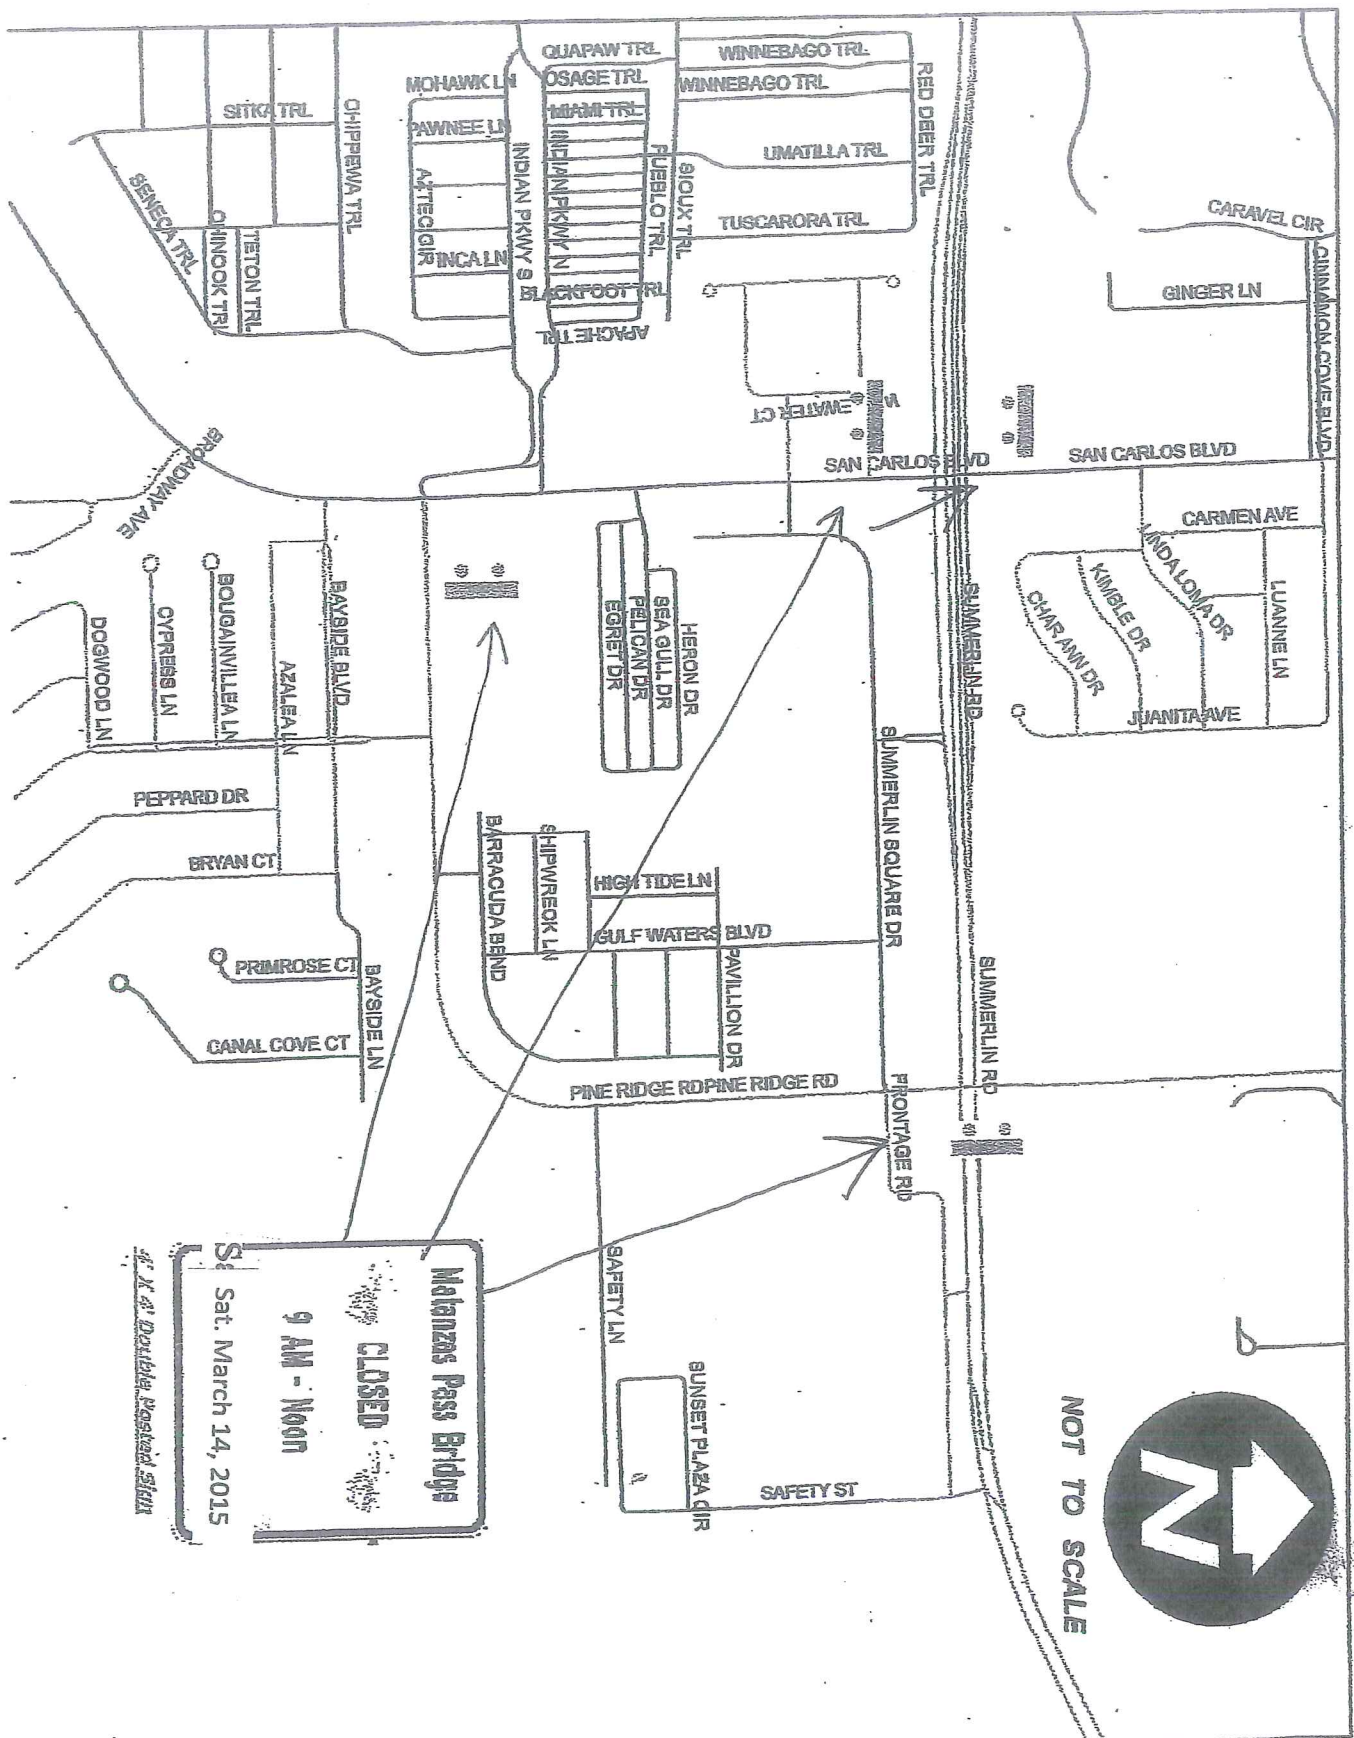 RED DEER TRL
WINNEBAGO TRL
WINNEBAGO TRL
UMATILLA TRL
TUSCARORA TRL
QUAPAW TRL
OSAGE TRL
MIAMI TRL
INDIAN PKWY N
PUEBLO TRL
SIOUX TRL
BLACKFOOT TRL
APACHE TRL
INDIAN PKWY S
MOHAWK LN
PAWNEE LN
AZTEC CIR
INCA LN
CHIPPEWA TRL
SITKA TRL
SENECA TRL
CHINOOK TRL
TETON TRL
CARAVEL CIR
CINNAMON COVE BLVD
GINGER LN
EWATER CT
SAN CARLOS BLVD
SAN CARLOS BLVD
BROADWAY AVE
CARMEN AVE
LINDA LOMA DR
LUANNE LN
KIMBLE DR
CHAR ANN DR
JUANITA AVE
SUMMERLIN RD
HERON DR
SEA GULL DR
PELICAN DR
EGRET DR
BAYSIDE BLVD
AZALEA LN
BOUGAINVILLEA LN
CYPRESS LN
DOGWOOD LN
PEPPARD DR
BRYAN CT
PRIMROSE CT
CANAL COVE CT
BAYSIDE LN
SUMMERLIN SQUARE DR
BARRACUDA BEND
SHIPWRECK LN
HIGH TIDE LN
GULF WATERS BLVD
PAVILLION DR
SUMMERLIN RD
PINE RIDGE RD
PINE RIDGE RD
FRONTAGE RD
SAFETY LN
SUNSET PLAZA CIR
SAFETY ST
Matanzas Pass Bridge
CLOSED
9 AM - Noon
Sat. March 14, 2015
4' X 4' Double Posted Signs
N
NOT TO SCALE